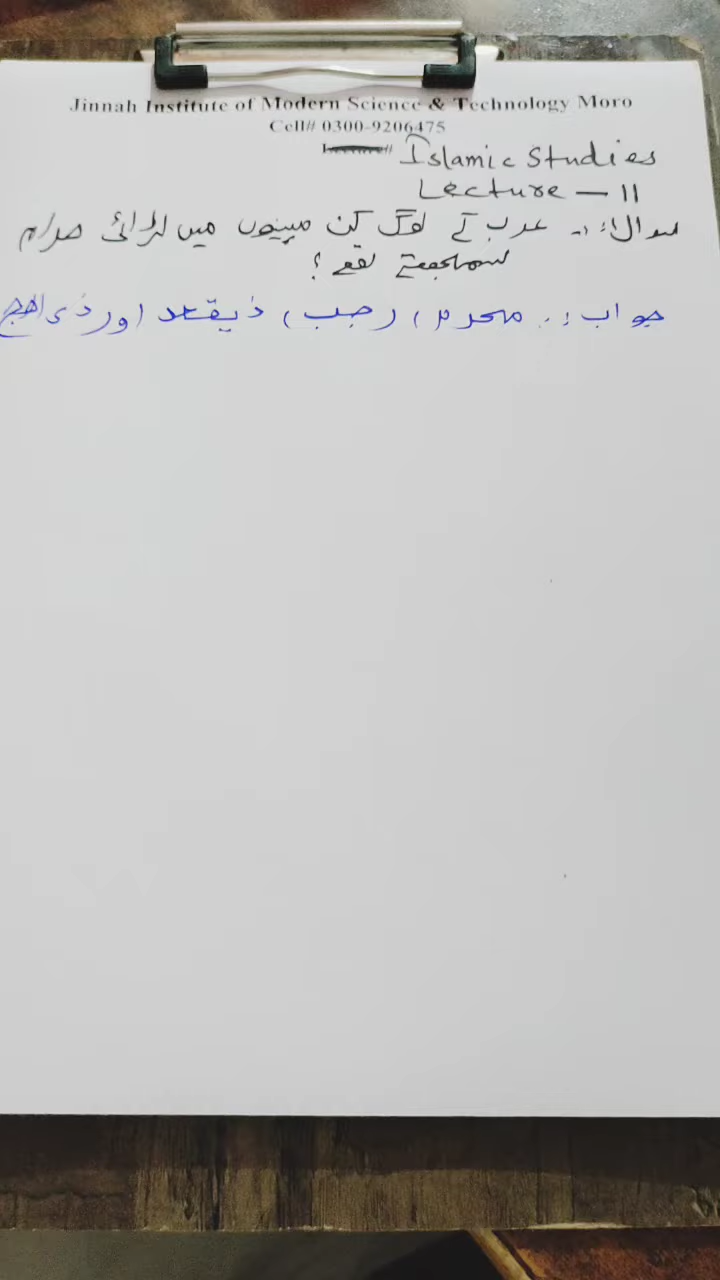 Jinnah Institute of Modern Science & Technology Moro
Cell# 0300-9206475
Islamic Studies
Lecture - 11
سوال:۔ عرب کے لوگ کن مہینوں میں لڑائی حرام
سمجھتے تھے؟
جواب:۔ محرم، رجب، ذیقعد اور ذی الحج